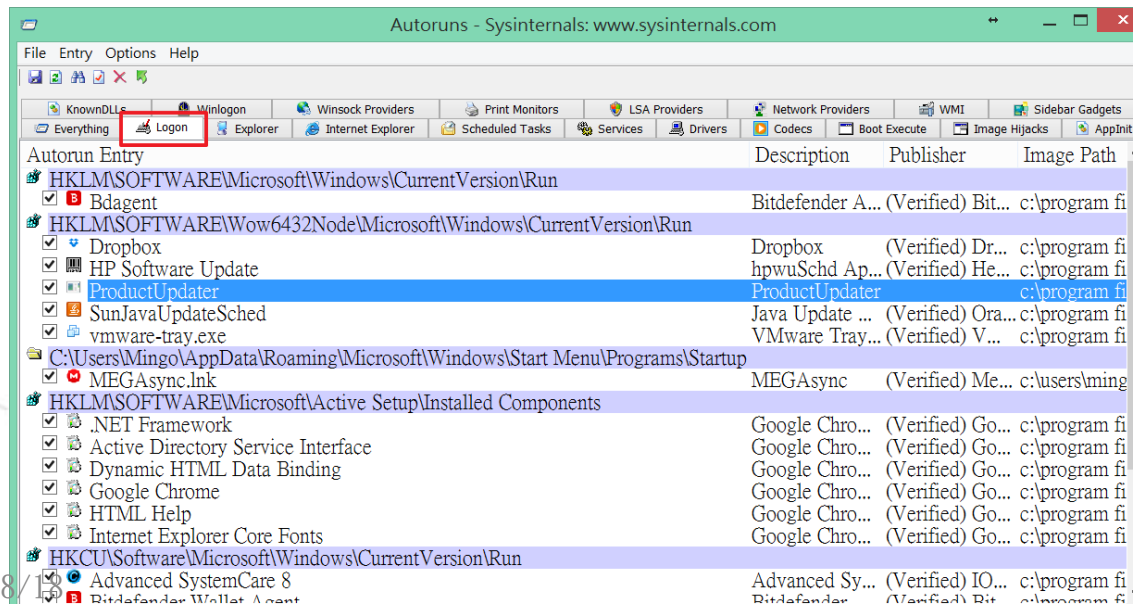 Autoruns - Sysinternals: www.sysinternals.com
File Entry Options Help
KnownDLLs Winlogon Winsock Providers Print Monitors LSA Providers Network Providers WMI Sidebar Gadgets
Everything Logon Explorer Internet Explorer Scheduled Tasks Services Drivers Codecs Boot Execute Image Hijacks AppInit
Autorun Entry Description Publisher Image Path
HKLM\SOFTWARE\Microsoft\Windows\CurrentVersion\Run
Bdagent Bitdefender A... (Verified) Bit... c:\program fi
HKLM\SOFTWARE\Wow6432Node\Microsoft\Windows\CurrentVersion\Run
Dropbox Dropbox (Verified) Dr... c:\program fi
HP Software Update hpwuSchd Ap... (Verified) He... c:\program fi
ProductUpdater ProductUpdater c:\program fi
SunJavaUpdateSched Java Update ... (Verified) Ora... c:\program fi
vmware-tray.exe VMware Tray... (Verified) V... c:\program fi
C:\Users\Mingo\AppData\Roaming\Microsoft\Windows\Start Menu\Programs\Startup
MEGAsync.lnk MEGAsync (Verified) Me... c:\users\ming
HKLM\SOFTWARE\Microsoft\Active Setup\Installed Components
.NET Framework Google Chro... (Verified) Go... c:\program fi
Active Directory Service Interface Google Chro... (Verified) Go... c:\program fi
Dynamic HTML Data Binding Google Chro... (Verified) Go... c:\program fi
Google Chrome Google Chro... (Verified) Go... c:\program fi
HTML Help Google Chro... (Verified) Go... c:\program fi
Internet Explorer Core Fonts Google Chro... (Verified) Go... c:\program fi
HKCU\Software\Microsoft\Windows\CurrentVersion\Run
8/18 Advanced SystemCare 8 Advanced Sy... (Verified) IO... c:\program fi
Bitdefender Wallet Agent Bitdefender ... (Verified) Bit... c:\program fi